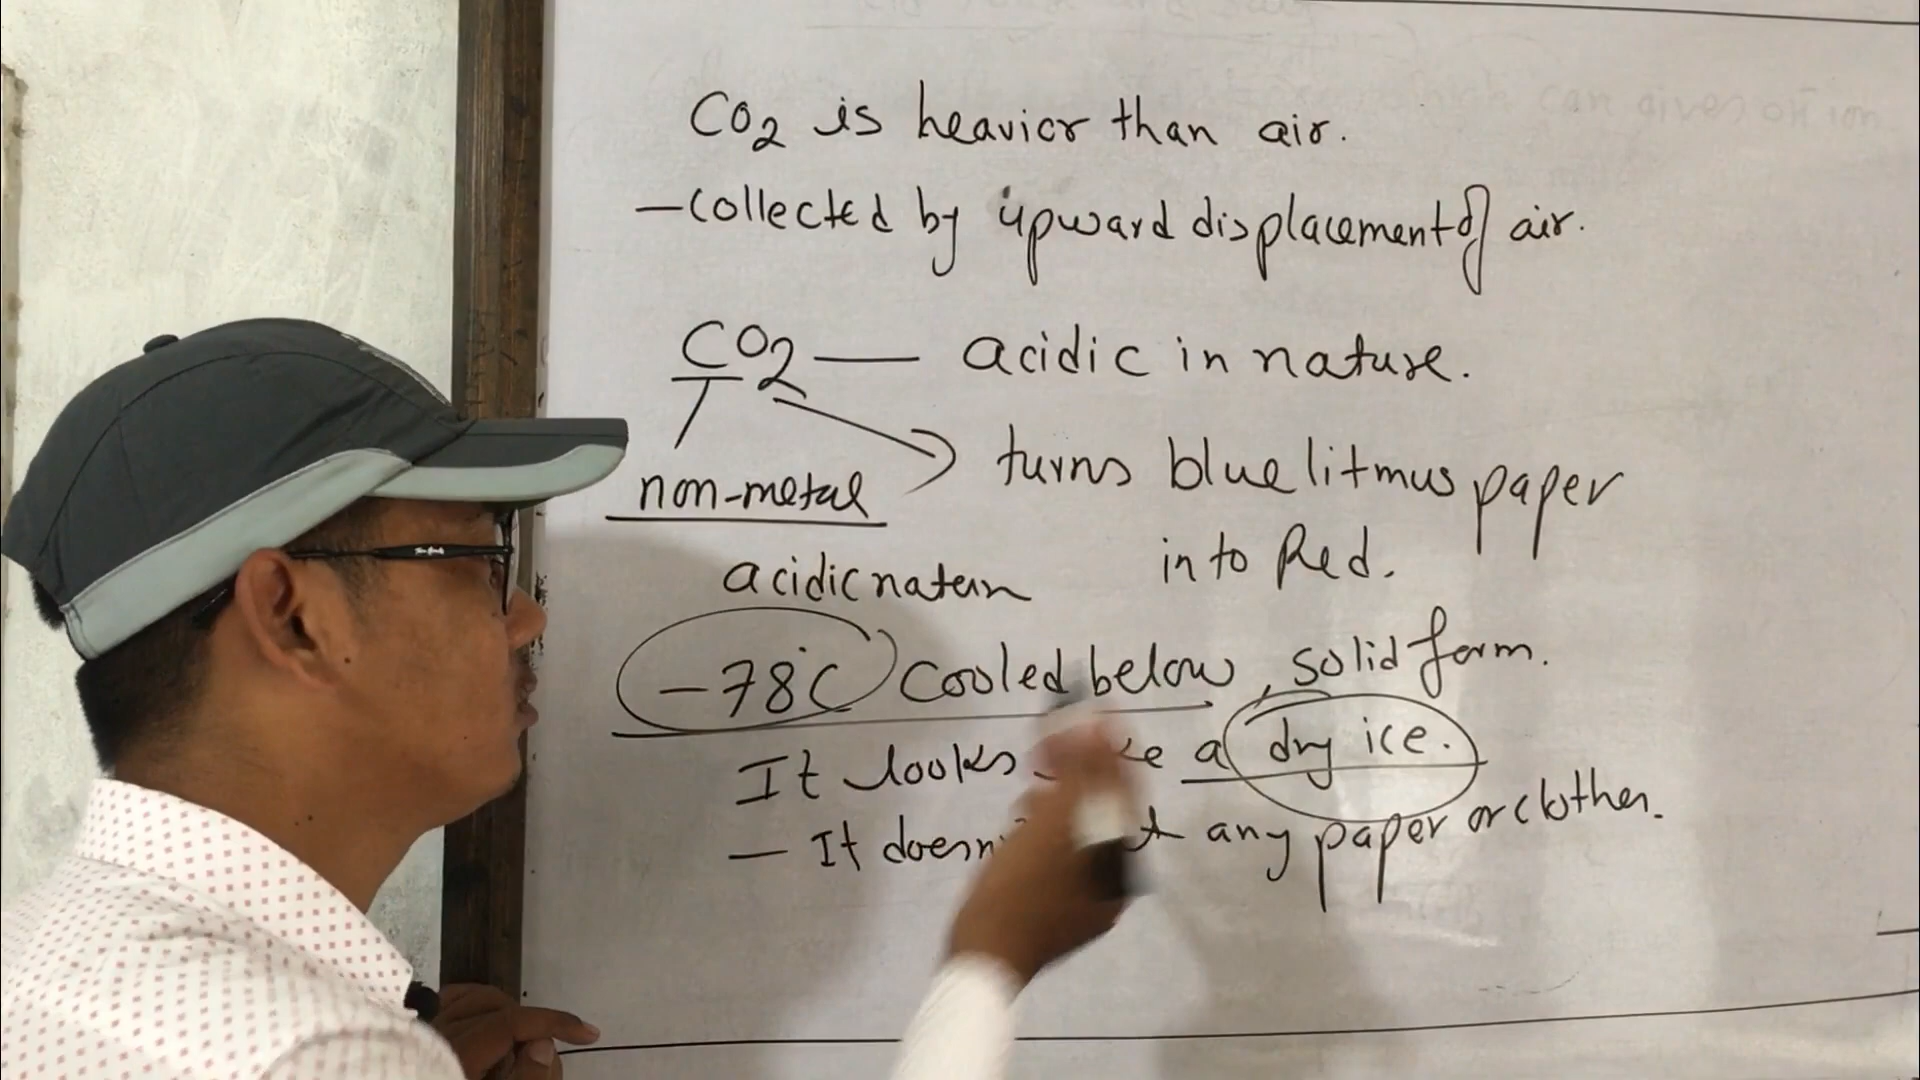 CO2 is heavier than air.
- collected by upward displacement of air.
CO2 — acidic in nature.
turns blue litmus paper
non-metal
into Red.
acidic
-78°C cooled below, solid form.
It looks a dry ice.
- It any paper or clothes.